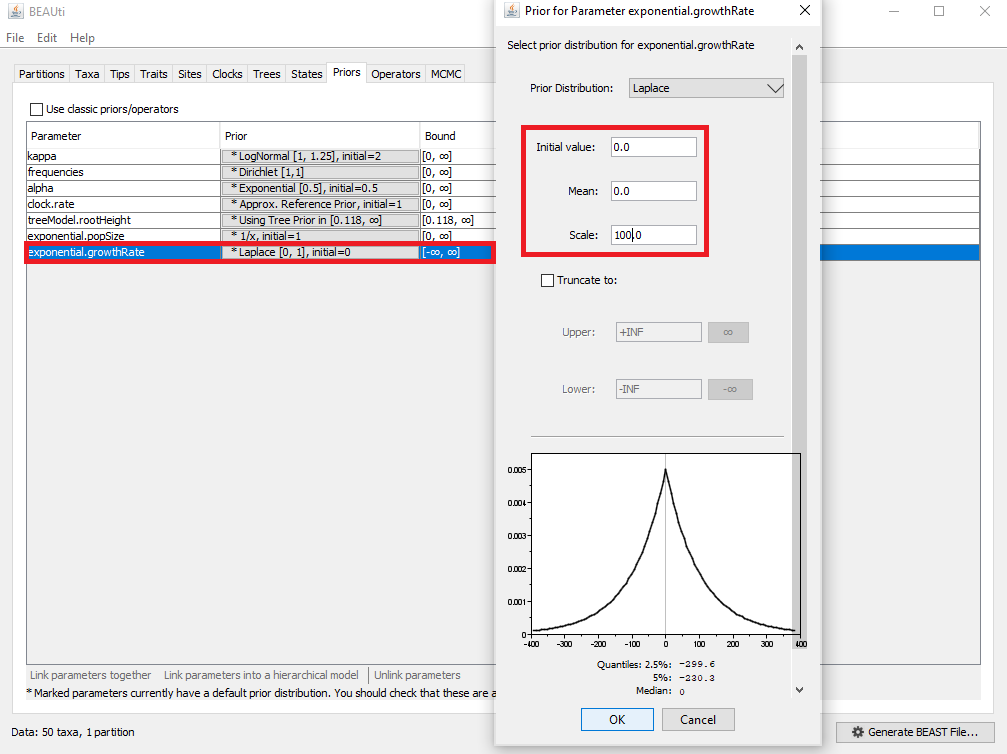 BEAUti
File Edit Help
Partitions Taxa Tips Traits Sites Clocks Trees States Priors Operators MCMC
Use classic priors/operators
Parameter Prior Bound
kappa * LogNormal [1, 1.25], initial=2 [0, ∞]
frequencies * Dirichlet [1,1] [0, ∞]
alpha * Exponential [0.5], initial=0.5 [0, ∞]
clock.rate * Approx. Reference Prior, initial=1 [0, ∞]
treeModel.rootHeight * Using Tree Prior in [0.118, ∞] [0.118, ∞]
exponential.popSize * 1/x, initial=1 [0, ∞]
exponential.growthRate * Laplace [0, 1], initial=0 [-∞, ∞]
Link parameters together Link parameters into a hierarchical model Unlink parameters
* Marked parameters currently have a default prior distribution. You should check that these are a
Data: 50 taxa, 1 partition
Generate BEAST File...
Prior for Parameter exponential.growthRate
Select prior distribution for exponential.growthRate
Prior Distribution: Laplace
Initial value: 0.0
Mean: 0.0
Scale: 100.0
Truncate to:
Upper: +INF ∞
Lower: -INF -∞
0.005
0.004
0.003
0.002
0.001
0
-400 -300 -200 -100 0 100 200 300 400
Quantiles: 2.5%: -299.6
5%: -230.3
Median: 0
OK Cancel